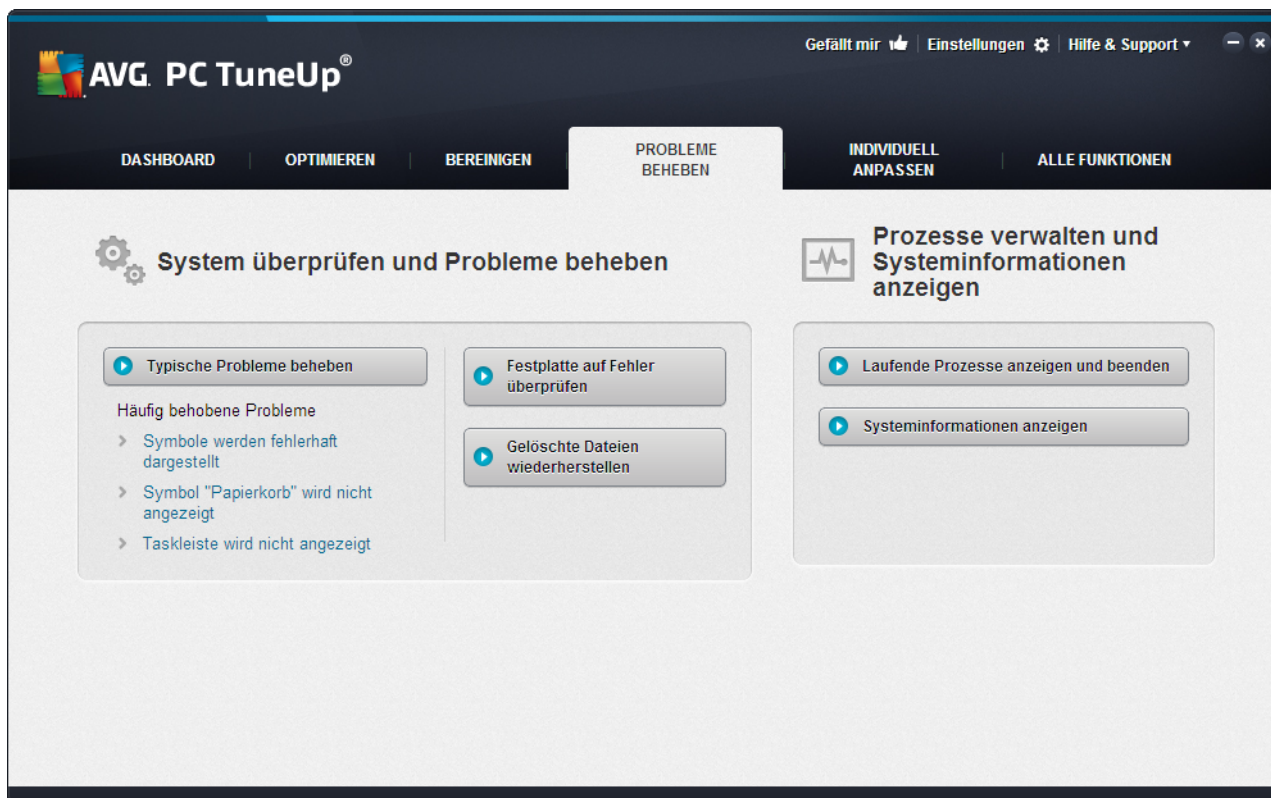 Gefällt mir
Einstellungen
Hilfe & Support
AVG. PC TuneUp®
DASHBOARD
OPTIMIEREN
BEREINIGEN
PROBLEME
BEHEBEN
INDIVIDUELL
ANPASSEN
ALLE FUNKTIONEN
System überprüfen und Probleme beheben
Typische Probleme beheben
Häufig behobene Probleme
Symbole werden fehlerhaft
dargestellt
Symbol "Papierkorb" wird nicht
angezeigt
Taskleiste wird nicht angezeigt
Festplatte auf Fehler
überprüfen
Gelöschte Dateien
wiederherstellen
Prozesse verwalten und
Systeminformationen
anzeigen
Laufende Prozesse anzeigen und beenden
Systeminformationen anzeigen